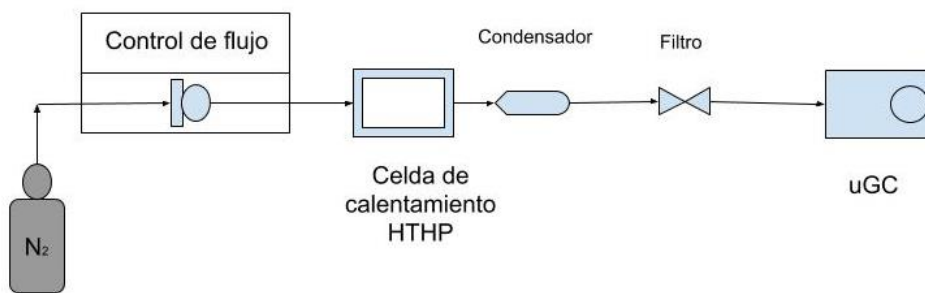 Control de flujo
Condensador
Filtro
Celda de
calentamiento
HTHP
uGC
N₂